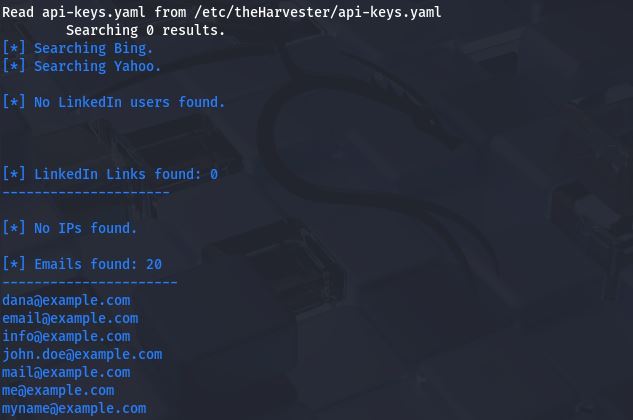 Read api-keys.yaml from /etc/theHarvester/api-keys.yaml
Searching 0 results.
[*] Searching Bing.
[*] Searching Yahoo.
[*] No LinkedIn users found.
[*] LinkedIn Links found: 0
---------------------
[*] No IPs found.
[*] Emails found: 20
----------------------
dana@example.com
email@example.com
info@example.com
john.doe@example.com
mail@example.com
me@example.com
myname@example.com